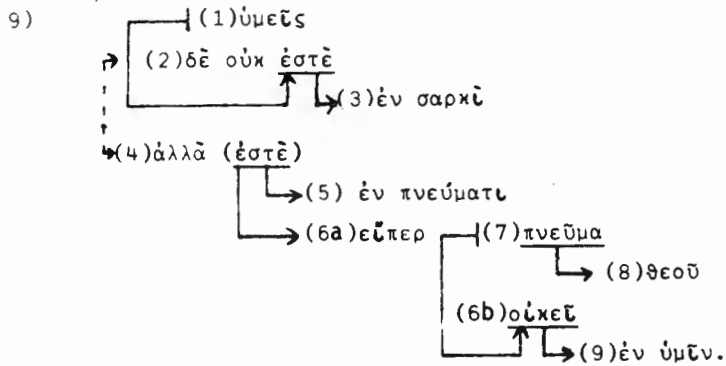 9)
(1)ὑμεῖς
(2)δὲ οὐκ ἐστὲ
(3)ἐν σαρκὶ
(4)ἀλλὰ (ἐστὲ)
(5) ἐν πνεύματι
(6a)εἴπερ (7)πνεῦμα
(8)θεοῦ
(6b)οἰκεῖ
(9)ἐν ὑμῖν.